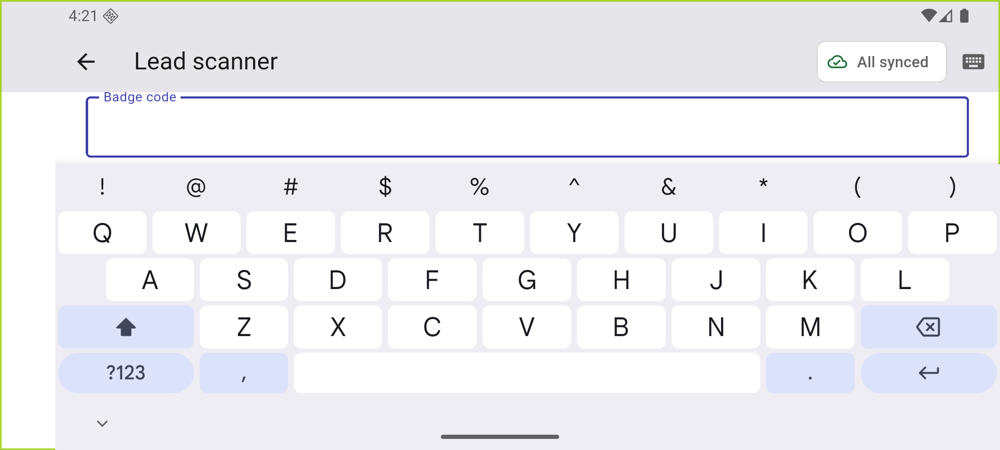 4:21
Lead scanner
All synced
Badge code
! @ # $ % ^ & * ( )
Q W E R T Y U I O P
A S D F G H J K L
Z X C V B N M
?123 , .